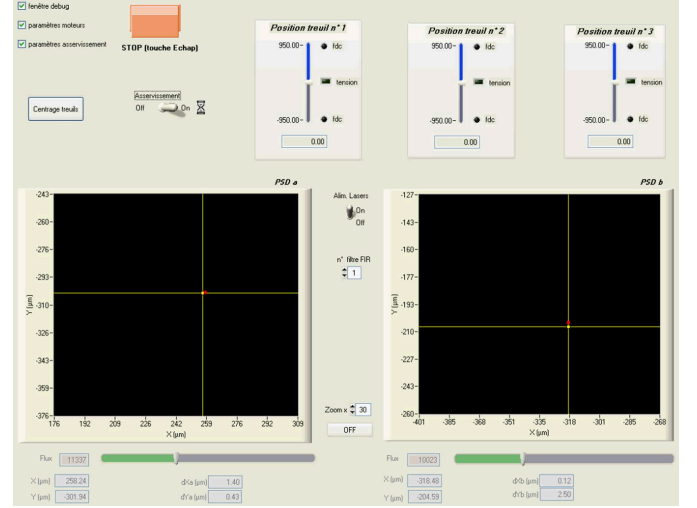 fenêtre debug
paramètres moteurs
paramètres asservissement
STOP (touche Echap)
Centrage treuils
Asservissement
Off On
Position treuil n° 1
950.00- fdc
tension
-950.00- fdc
0.00
Position treuil n° 2
950.00- fdc
tension
-950.00- fdc
0.00
Position treuil n° 3
950.00- fdc
tension
-950.00- fdc
0.00
PSD a
-243-
-260-
-276-
-293-
-310-
-326-
-343-
-359-
-376-
Y (µm)
176 192 209 226 242 259 276 292 309
X (µm)
Flux 11337
X (µm) 258.24 dXa (µm) 1.40
Y (µm) -301.94 dYa (µm) 0.43
Alim. Lasers
On
Off
n° filtre FIR
1
Zoom x 30
OFF
PSD b
-127-
-143-
-160-
-177-
-193-
-210-
-227-
-243-
-260-
Y (µm)
-401 -385 -368 -351 -335 -318 -301 -285 -268
X (µm)
Flux 10023
X (µm) -318.48 dXb (µm) 0.12
Y (µm) -204.59 dYb (µm) 2.50